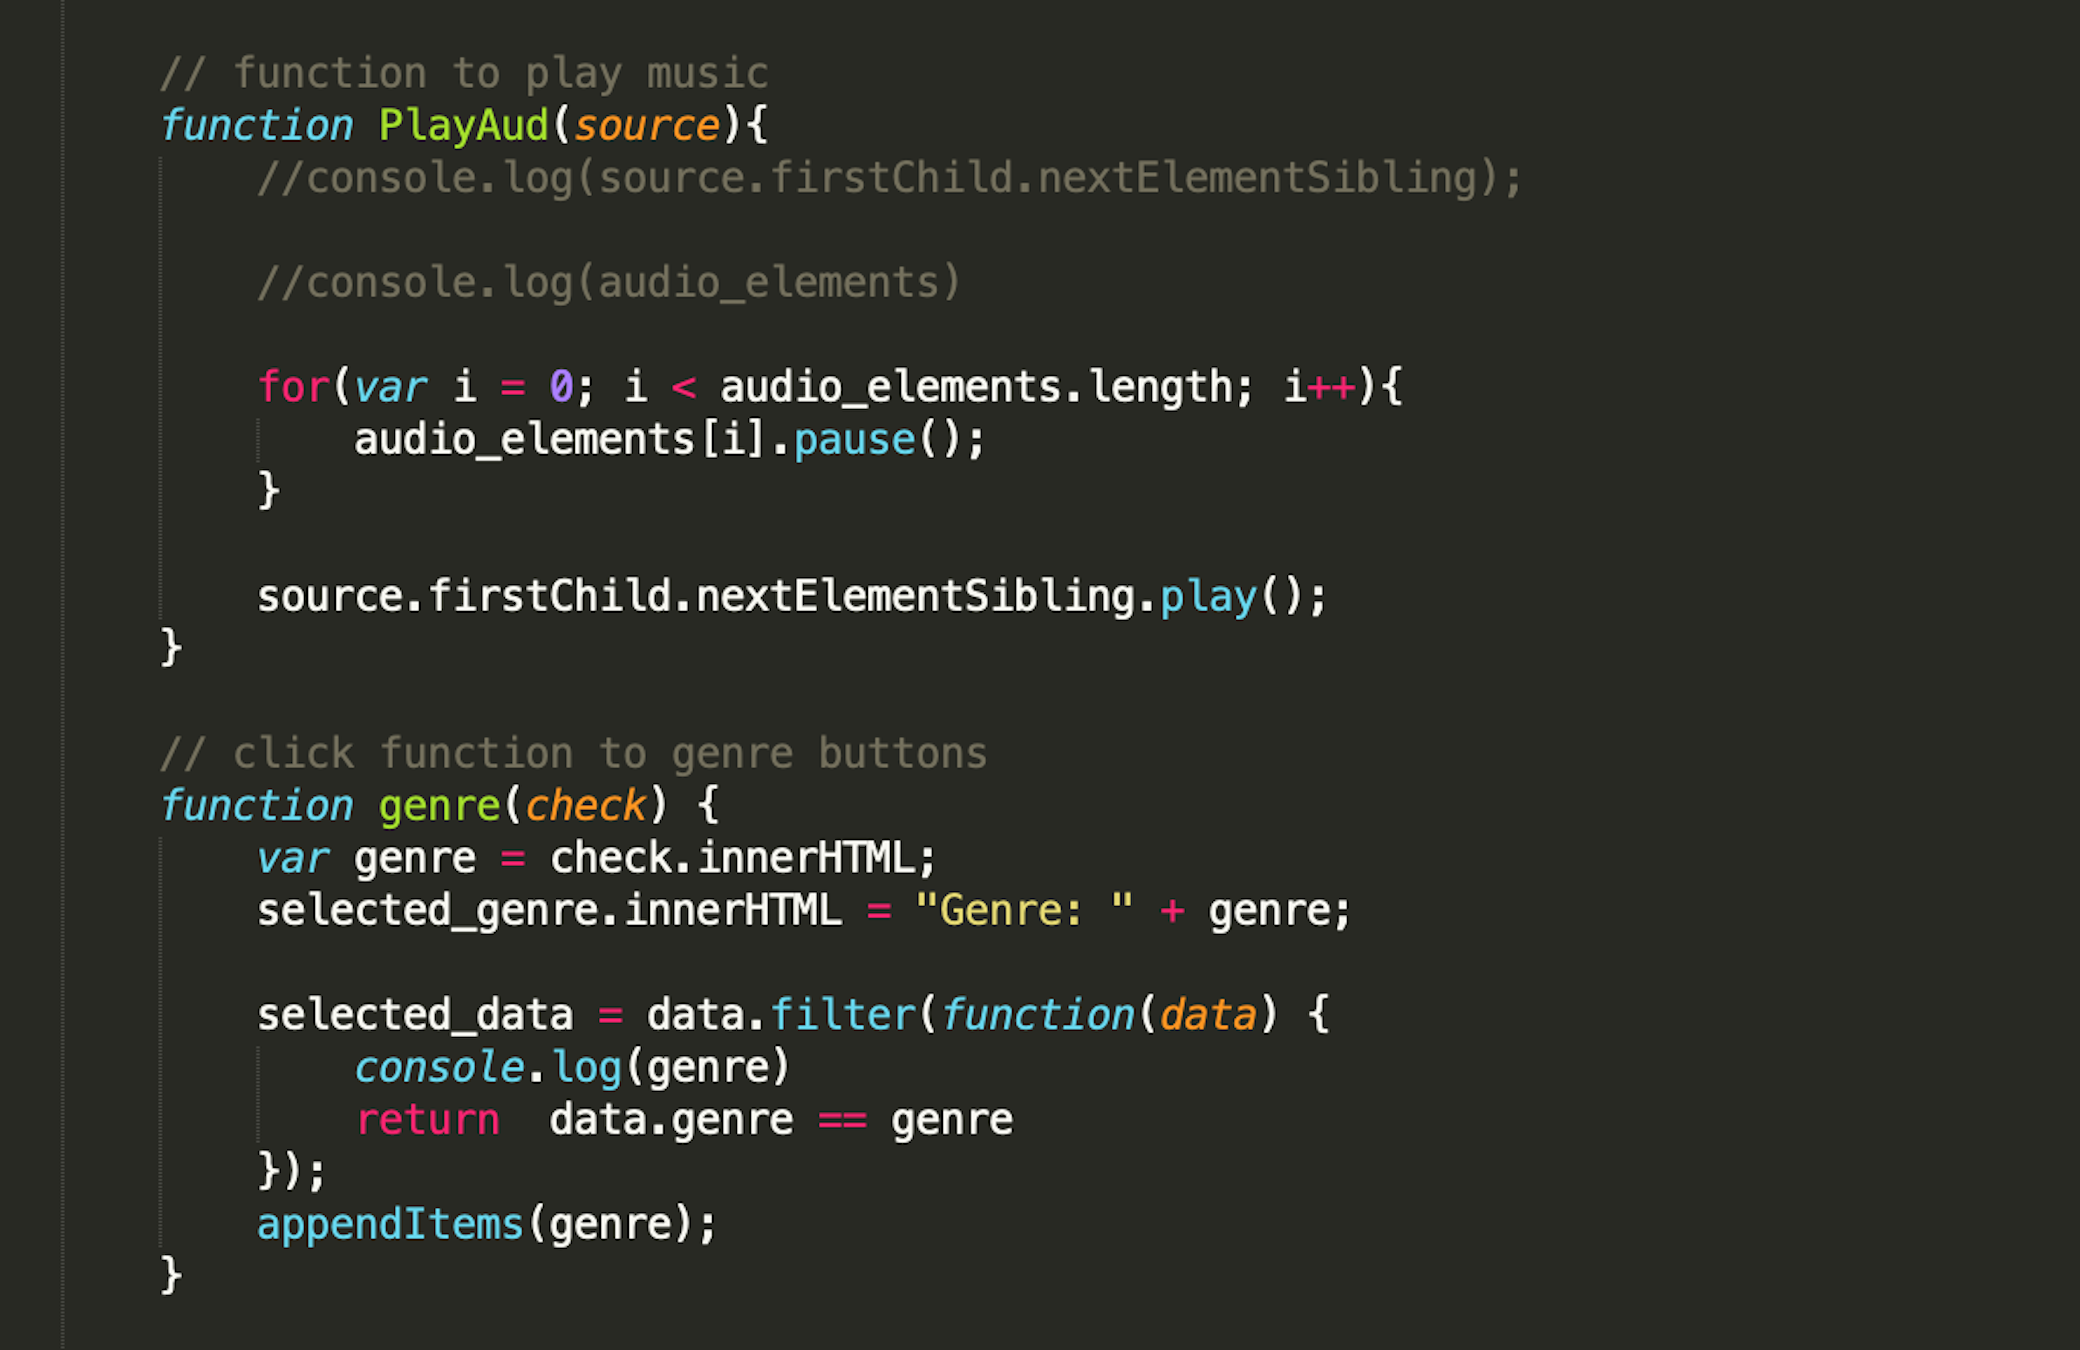 // function to play music
function PlayAud(source){
//console.log(source.firstChild.nextElementSibling);
//console.log(audio_elements)
for(var i = 0; i < audio_elements.length; i++){
audio_elements[i].pause();
}
source.firstChild.nextElementSibling.play();
}
// click function to genre buttons
function genre(check) {
var genre = check.innerHTML;
selected_genre.innerHTML = "Genre: " + genre;
selected_data = data.filter(function(data) {
console.log(genre)
return  data.genre == genre
});
appendItems(genre);
}